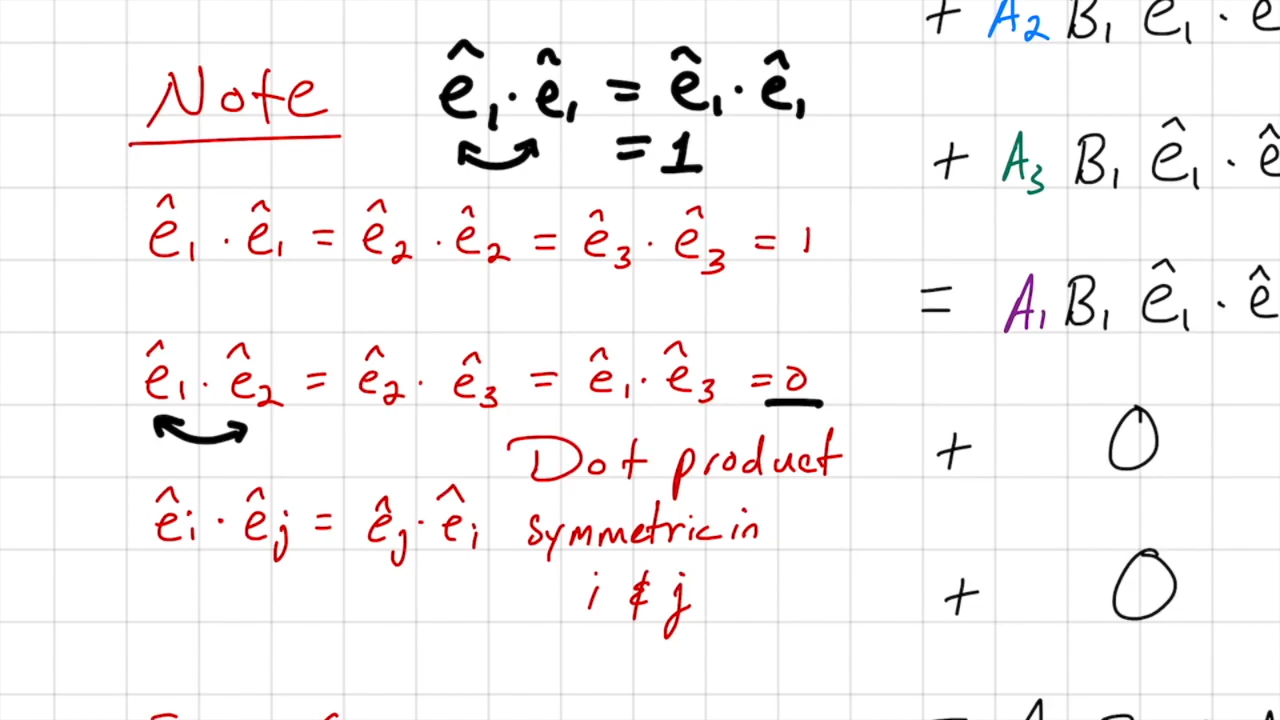 Note
ê₁ · ê₁ = ê₁ · ê₁
= 1
ê₁ · ê₁ = ê₂ · ê₂ = ê₃ · ê₃ = 1
ê₁ · ê₂ = ê₂ · ê₃ = ê₁ · ê₃ = 0
êᵢ · êⱼ = êⱼ · êᵢ
Dot product
symmetric in
i & j
+ A₂ B₁ e₁ · e
+ A₃ B₁ ê₁ · ê
= A₁ B₁ ê₁ · ê
+ 0
+ 0